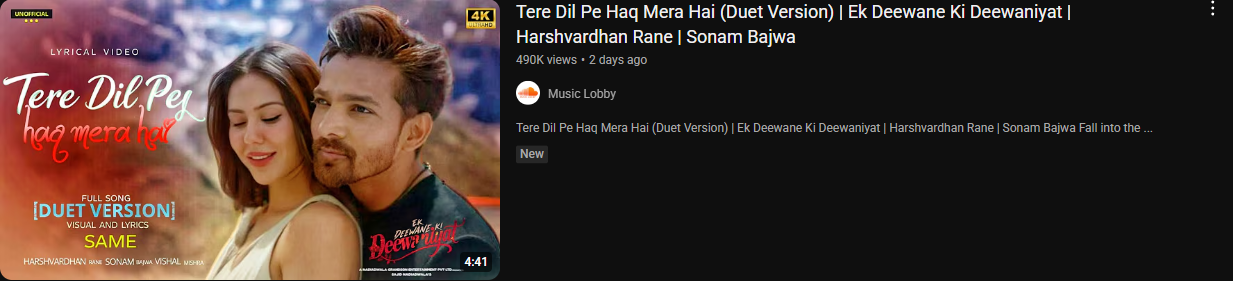 UNOFFICIAL
4K
ULTRA HD
LYRICAL VIDEO
Tere Dil Pe
haq mera hai
FULL SONG
[DUET VERSION]
VISUAL AND LYRICS
SAME
HARSHVARDHAN RANE SONAM BAJWA VISHAL MISHRA
EK
DEEWANE KI
Deewaniyat
4:41
Tere Dil Pe Haq Mera Hai (Duet Version) | Ek Deewane Ki Deewaniyat |
Harshvardhan Rane | Sonam Bajwa
490K views • 2 days ago
Music Lobby
Tere Dil Pe Haq Mera Hai (Duet Version) | Ek Deewane Ki Deewaniyat | Harshvardhan Rane | Sonam Bajwa Fall into the ...
New